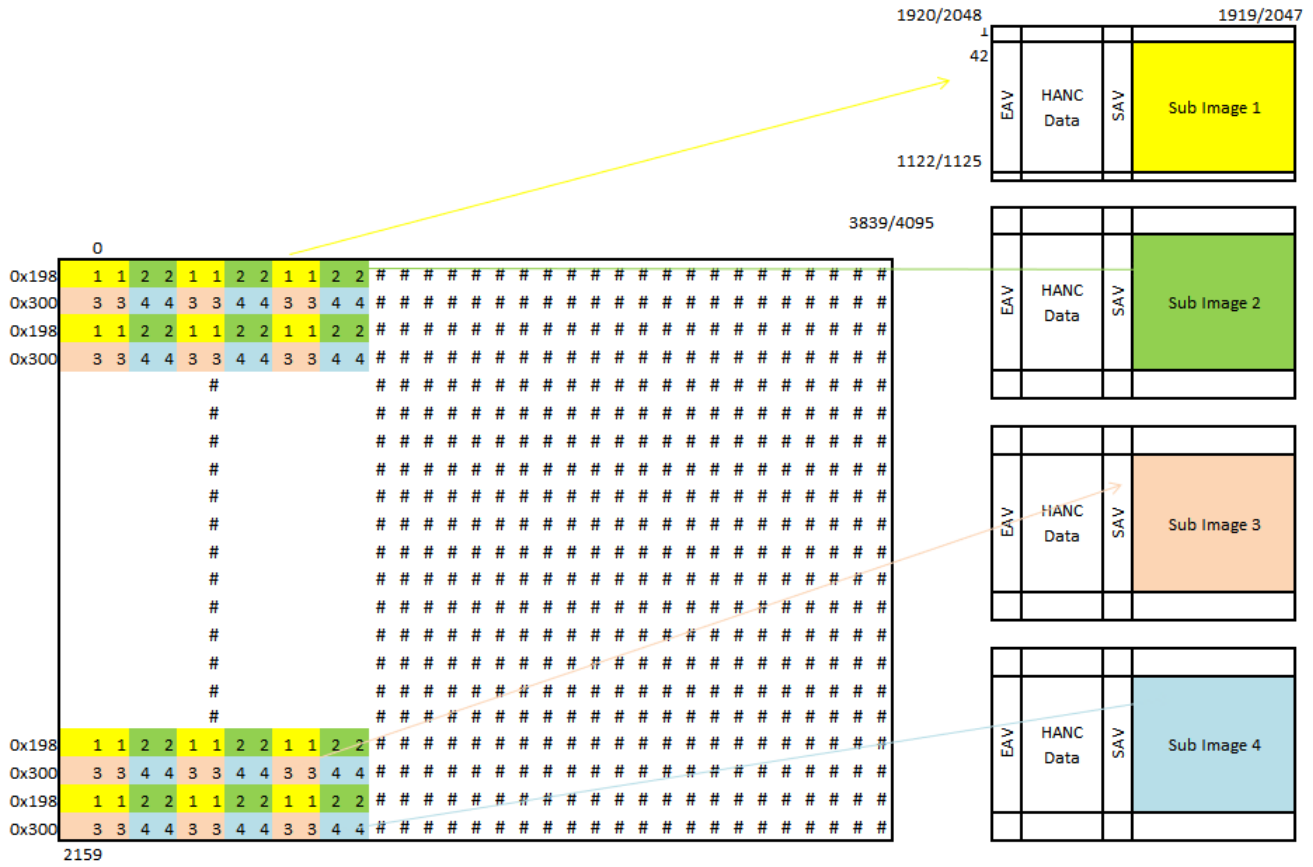 1920/2048 1919/2047
1
42
EAV
HANC
Data
SAV
Sub Image 1
1122/1125
3839/4095
0
0x198 1 1 2 2 1 1 2 2 1 1 2 2 # # # # # # # # # # # # # # # # # # # # # #
0x300 3 3 4 4 3 3 4 4 3 3 4 4 # # # # # # # # # # # # # # # # # # # # # #
0x198 1 1 2 2 1 1 2 2 1 1 2 2 # # # # # # # # # # # # # # # # # # # # # #
0x300 3 3 4 4 3 3 4 4 3 3 4 4 # # # # # # # # # # # # # # # # # # # # # #
# # # # # # # # # # # # # # # # # # # # # # #
# # # # # # # # # # # # # # # # # # # # # # #
# # # # # # # # # # # # # # # # # # # # # # #
# # # # # # # # # # # # # # # # # # # # # # #
# # # # # # # # # # # # # # # # # # # # # # #
# # # # # # # # # # # # # # # # # # # # # # #
# # # # # # # # # # # # # # # # # # # # # # #
# # # # # # # # # # # # # # # # # # # # # # #
# # # # # # # # # # # # # # # # # # # # # # #
# # # # # # # # # # # # # # # # # # # # # # #
# # # # # # # # # # # # # # # # # # # # # # #
# # # # # # # # # # # # # # # # # # # # # # #
# # # # # # # # # # # # # # # # # # # # # # #
0x198 1 1 2 2 1 1 2 2 1 1 2 2 # # # # # # # # # # # # # # # # # # # # # #
0x300 3 3 4 4 3 3 4 4 3 3 4 4 # # # # # # # # # # # # # # # # # # # # # #
0x198 1 1 2 2 1 1 2 2 1 1 2 2 # # # # # # # # # # # # # # # # # # # # # #
0x300 3 3 4 4 3 3 4 4 3 3 4 4 # # # # # # # # # # # # # # # # # # # # # #
2159
EAV
HANC
Data
SAV
Sub Image 2
EAV
HANC
Data
SAV
Sub Image 3
EAV
HANC
Data
SAV
Sub Image 4